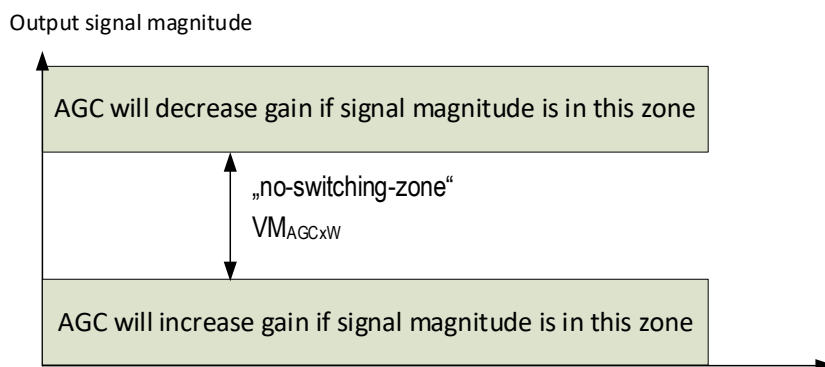 Output signal magnitude
AGC will decrease gain if signal magnitude is in this zone
„no-switching-zone“
VMAGCxW
AGC will increase gain if signal magnitude is in this zone